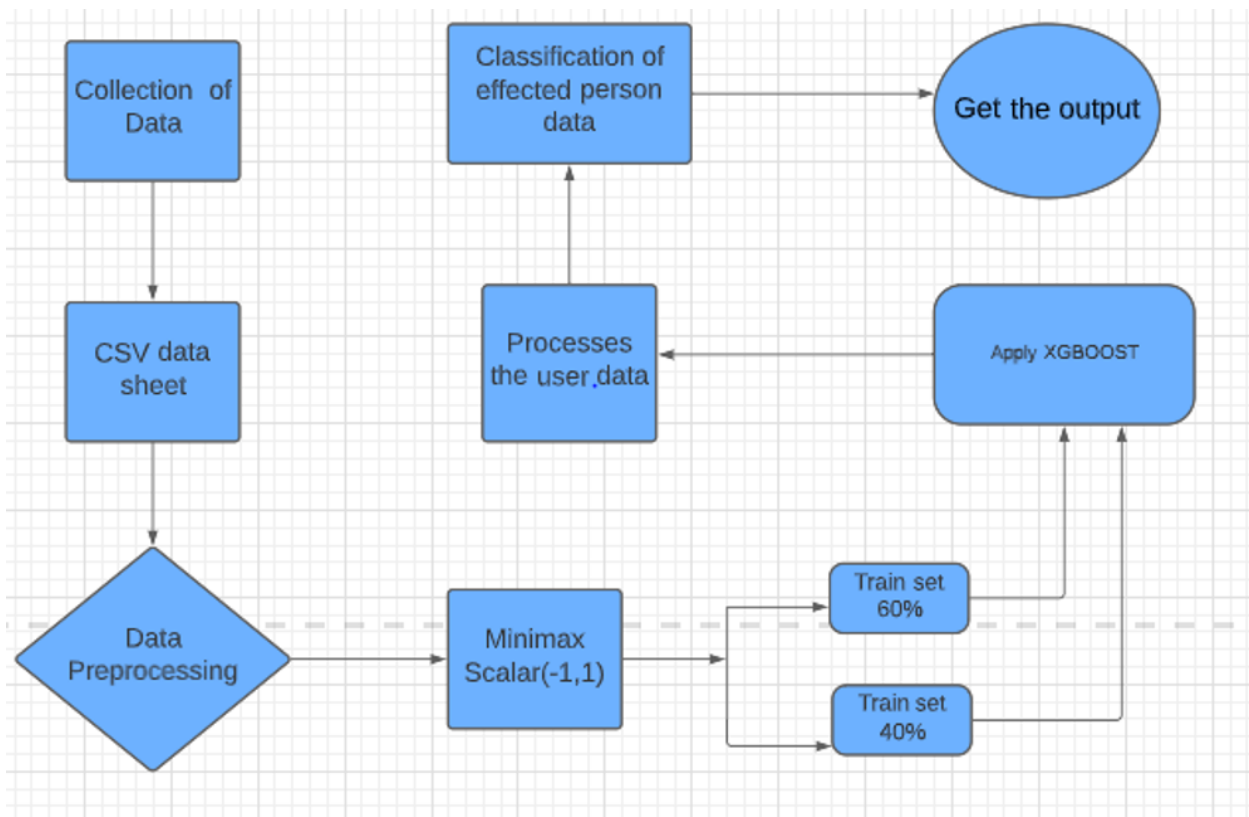 Collection of
Data
CSV data
sheet
Data
Preprocessing
Minimax
Scalar(-1,1)
Train set
60%
Train set
40%
Apply XGBOOST
Processes
the user data
Classification of
effected person
data
Get the output